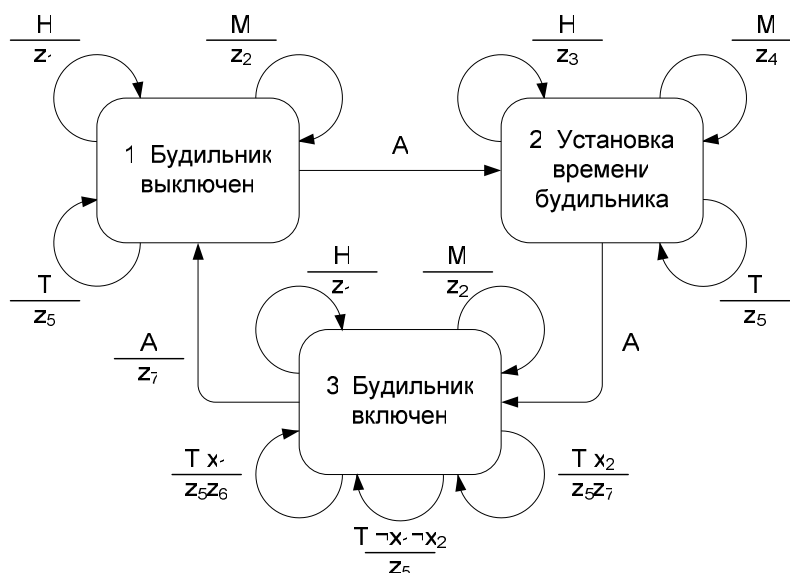 H
z₁
M
z₂
H
z₃
M
z₄
1 Будильник
выключен
A
2 Установка
времени
будильника
T
z₅
T
z₅
H
z₁
M
z₂
A
z₇
A
3 Будильник
включен
T x₁
z₅z₆
T x₂
z₅z₇
T ¬x₁¬x₂
z₅